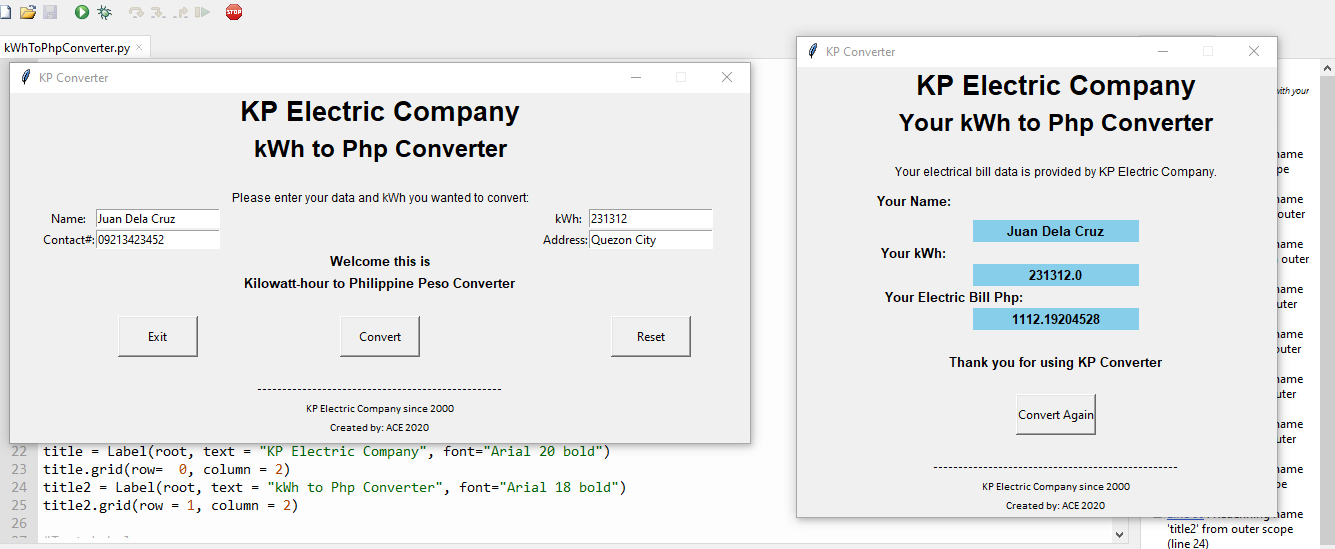 STOP
kWhToPhpConverter.py
KP Converter
KP Electric Company
kWh to Php Converter
Please enter your data and kWh you wanted to convert:
Name: Juan Dela Cruz kWh: 231312
Contact#: 09213423452 Address: Quezon City
Welcome this is
Kilowatt-hour to Philippine Peso Converter
Exit Convert Reset
------------------------------------------------
KP Electric Company since 2000
Created by: ACE 2020
22 title = Label(root, text = "KP Electric Company", font="Arial 20 bold")
23 title.grid(row=  0, column = 2)
24 title2 = Label(root, text = "kWh to Php Converter", font="Arial 18 bold")
25 title2.grid(row = 1, column = 2)
26
KP Converter
KP Electric Company
Your kWh to Php Converter
Your electrical bill data is provided by KP Electric Company.
Your Name:
Juan Dela Cruz
Your kWh:
231312.0
Your Electric Bill Php:
1112.19204528
Thank you for using KP Converter
Convert Again
------------------------------------------------
KP Electric Company since 2000
Created by: ACE 2020
with your
name
outer
name
outer
name
name
outer
name
name
name
name
'title2' from outer scope
(line 24)